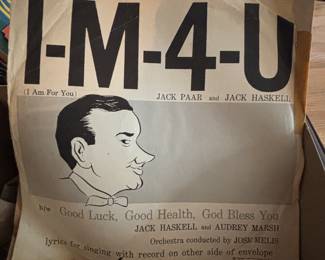 I-M-4-U
(I Am For You)
JACK PAAR and JACK HASKELL
b/w Good Luck, Good Health, God Bless You
JACK HASKELL and AUDREY MARSH
Orchestra conducted by JOSE MELIS
lyrics for singing with record on other side of envelope